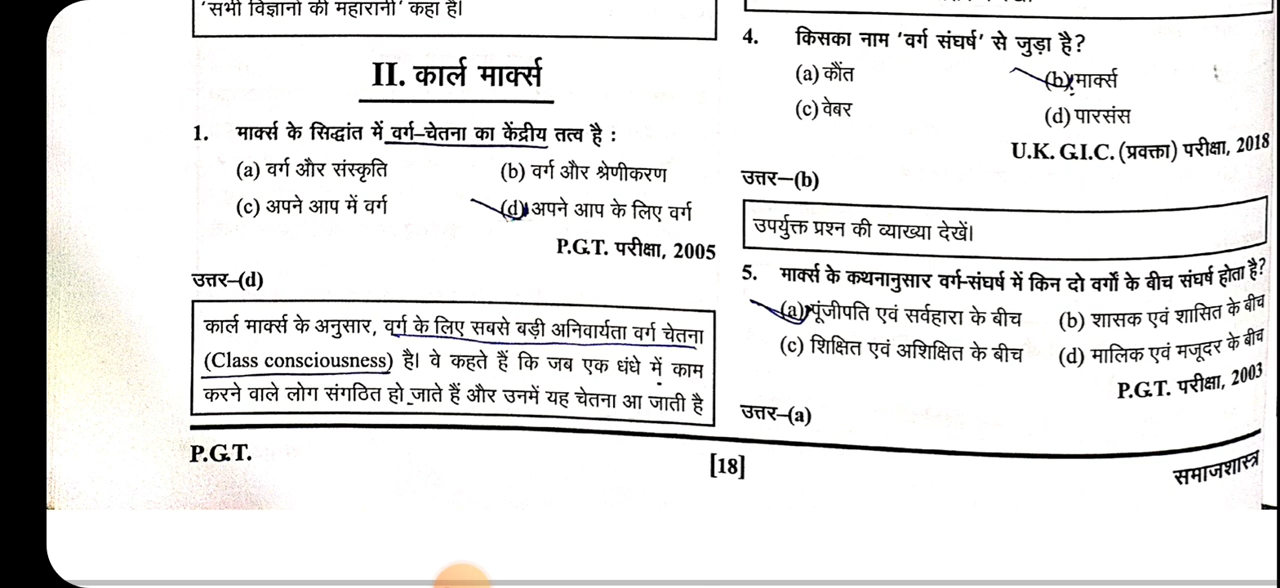 'सभी विज्ञानों की महारानी' कहा है।
II. कार्ल मार्क्स
1. मार्क्स के सिद्धांत में वर्ग–चेतना का केंद्रीय तत्व है :
(a) वर्ग और संस्कृति (b) वर्ग और श्रेणीकरण
(c) अपने आप में वर्ग (d) अपने आप के लिए वर्ग
P.G.T. परीक्षा, 2005
उत्तर–(d)
कार्ल मार्क्स के अनुसार, वर्ग के लिए सबसे बड़ी अनिवार्यता वर्ग चेतना
(Class consciousness) है। वे कहते हैं कि जब एक धंधे में काम
करने वाले लोग संगठित हो जाते हैं और उनमें यह चेतना आ जाती है
4. किसका नाम 'वर्ग संघर्ष' से जुड़ा है?
(a) कौंत (b) मार्क्स
(c) वेबर (d) पारसंस
U.K. G.I.C. (प्रवक्ता) परीक्षा, 2018
उत्तर–(b)
उपर्युक्त प्रश्न की व्याख्या देखें।
5. मार्क्स के कथनानुसार वर्ग-संघर्ष में किन दो वर्गों के बीच संघर्ष होता है?
(a) पूंजीपति एवं सर्वहारा के बीच (b) शासक एवं शासित के बीच
(c) शिक्षित एवं अशिक्षित के बीच (d) मालिक एवं मजूदर के बीच
P.G.T. परीक्षा, 2003
उत्तर–(a)
P.G.T. [18] समाजशास्त्र